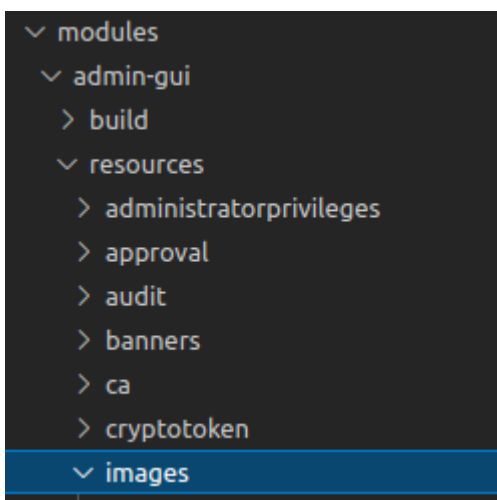 modules
admin-gui
build
resources
administratorprivileges
approval
audit
banners
ca
cryptotoken
images